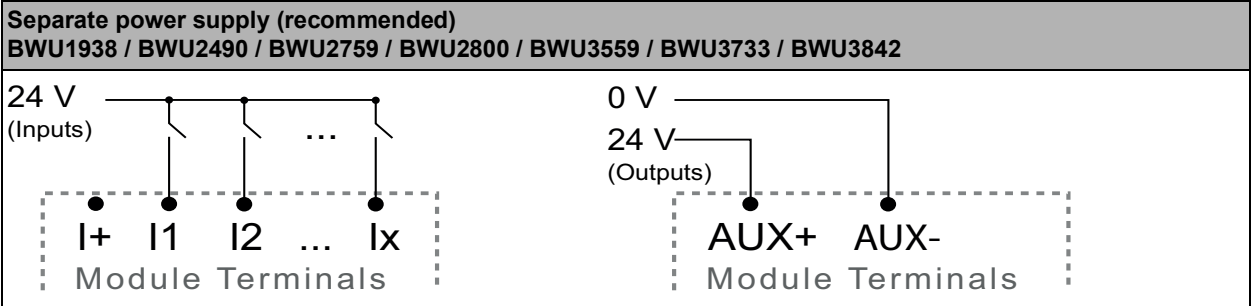 Separate power supply (recommended)
BWU1938 / BWU2490 / BWU2759 / BWU2800 / BWU3559 / BWU3733 / BWU3842
24 V
(Inputs)
...
I+ I1 I2 ... Ix
Module Terminals
0 V
24 V
(Outputs)
AUX+ AUX-
Module Terminals